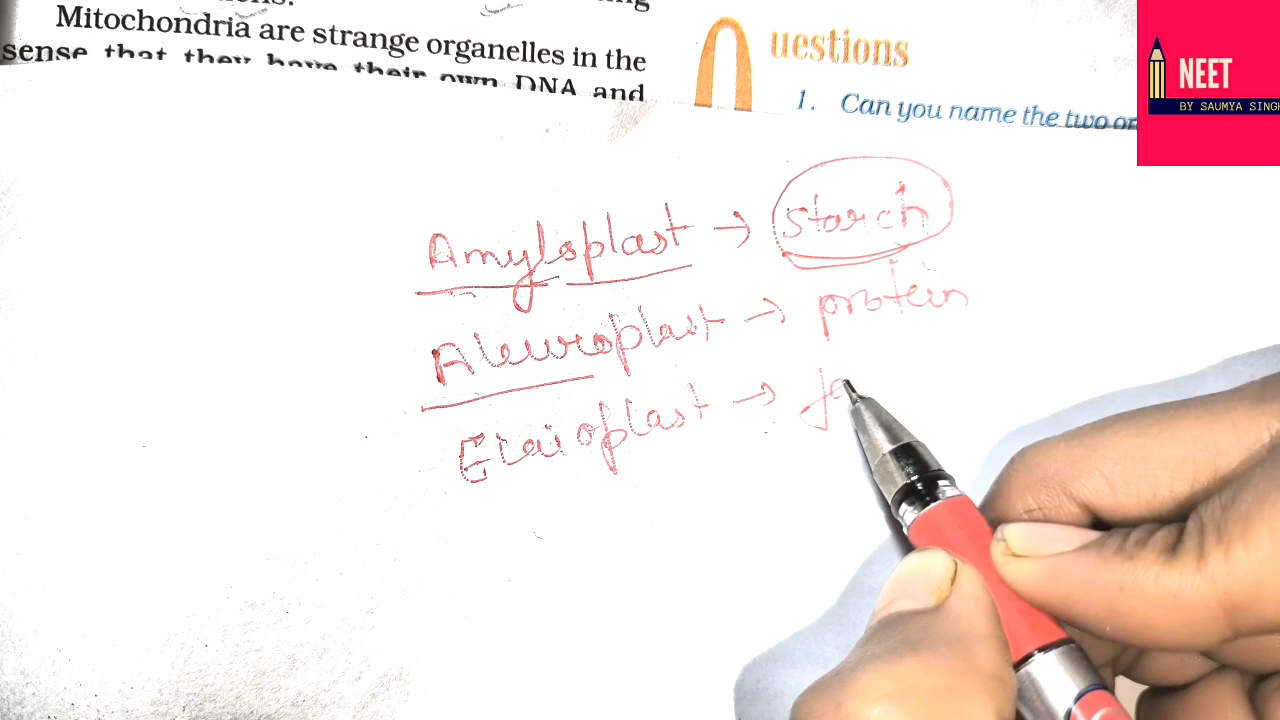 Mitochondria are strange organelles in the
sense that they have their own DNA and
uestions
1. Can you name the two or
NEET
BY SAUMYA SINGH
Amyloplast → starch
Aleuroplast → protein
Elaioplast → fa